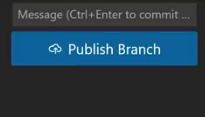 Message (Ctrl+Enter to commit ...
Publish Branch